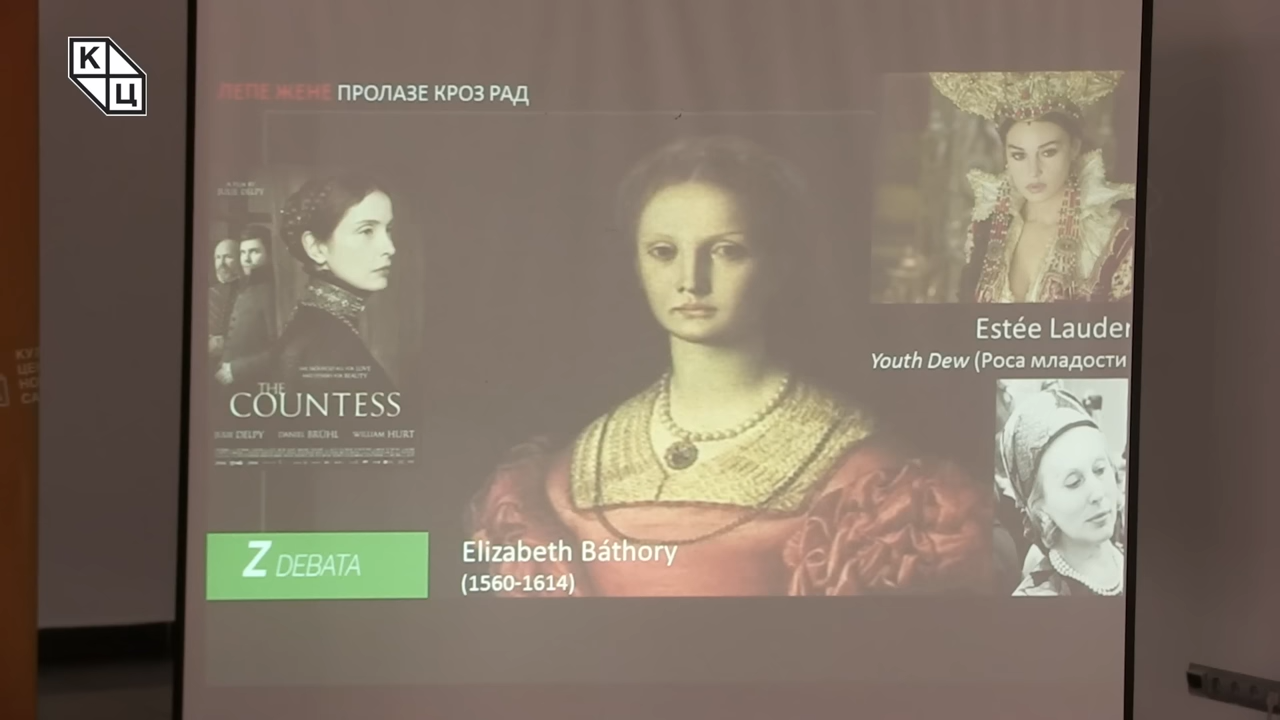 К
Ц
ЛЕПЕ ЖЕНЕ ПРОЛАЗЕ КРОЗ РАД
A FILM BY
JULIE DELPY
THE
COUNTESS
JULIE DELPY DANIEL BRÜHL WILLIAM HURT
Z DEBATA
Elizabeth Báthory
(1560-1614)
Estée Lauder
Youth Dew (Роса младости